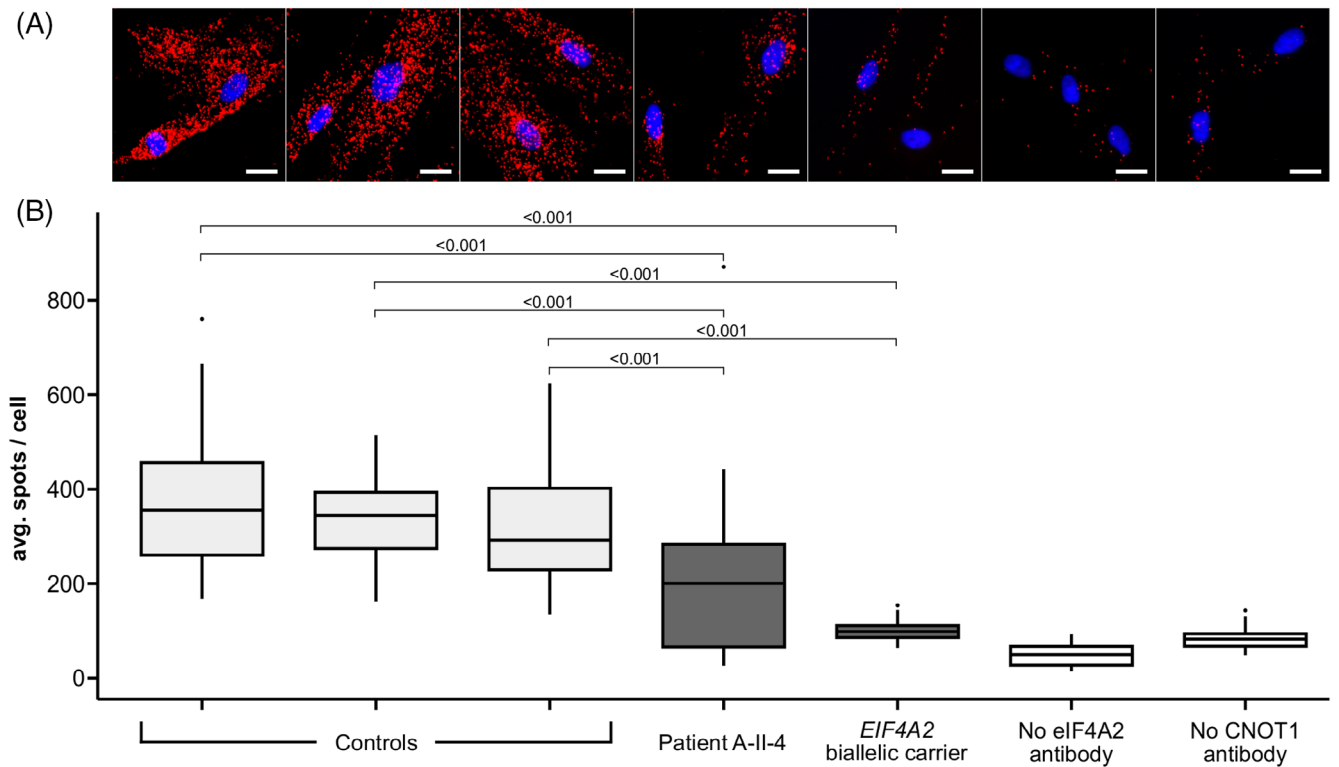 (A)
(B)
<0.001
<0.001
<0.001
<0.001
<0.001
<0.001
800
600
400
200
0
avg. spots / cell
Controls
Patient A-II-4
EIF4A2
biallelic carrier
No eIF4A2
antibody
No CNOT1
antibody